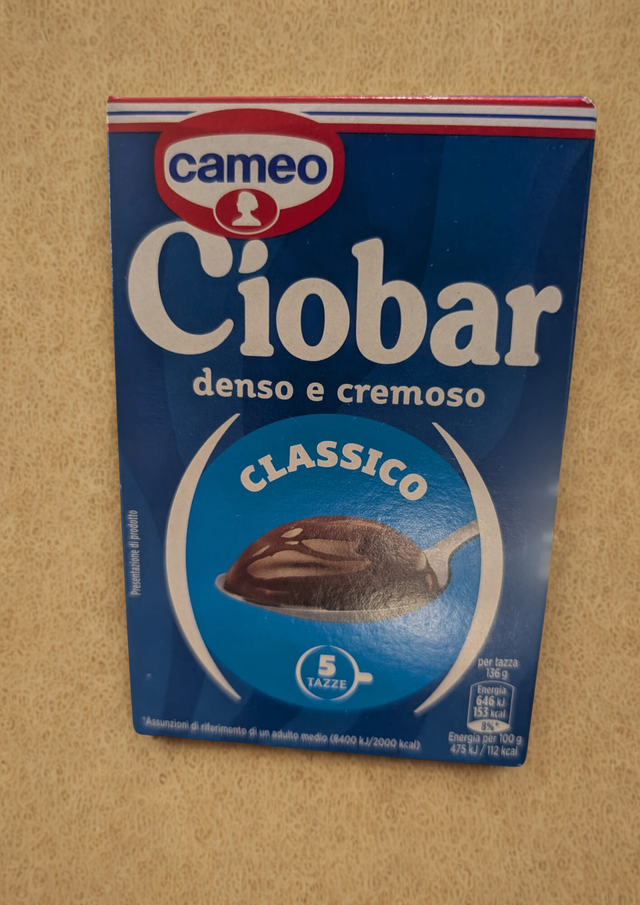 cameo
Ciobar
denso e cremoso
CLASSICO
Presentazione di prodotto
5
TAZZE
per tazza
136 g
Energia
646 kJ
153 kcal
8%*
Energia per 100 g
475 kJ / 112 kcal
*Assunzioni di riferimento di un adulto medio (8400 kJ/2000 kcal)